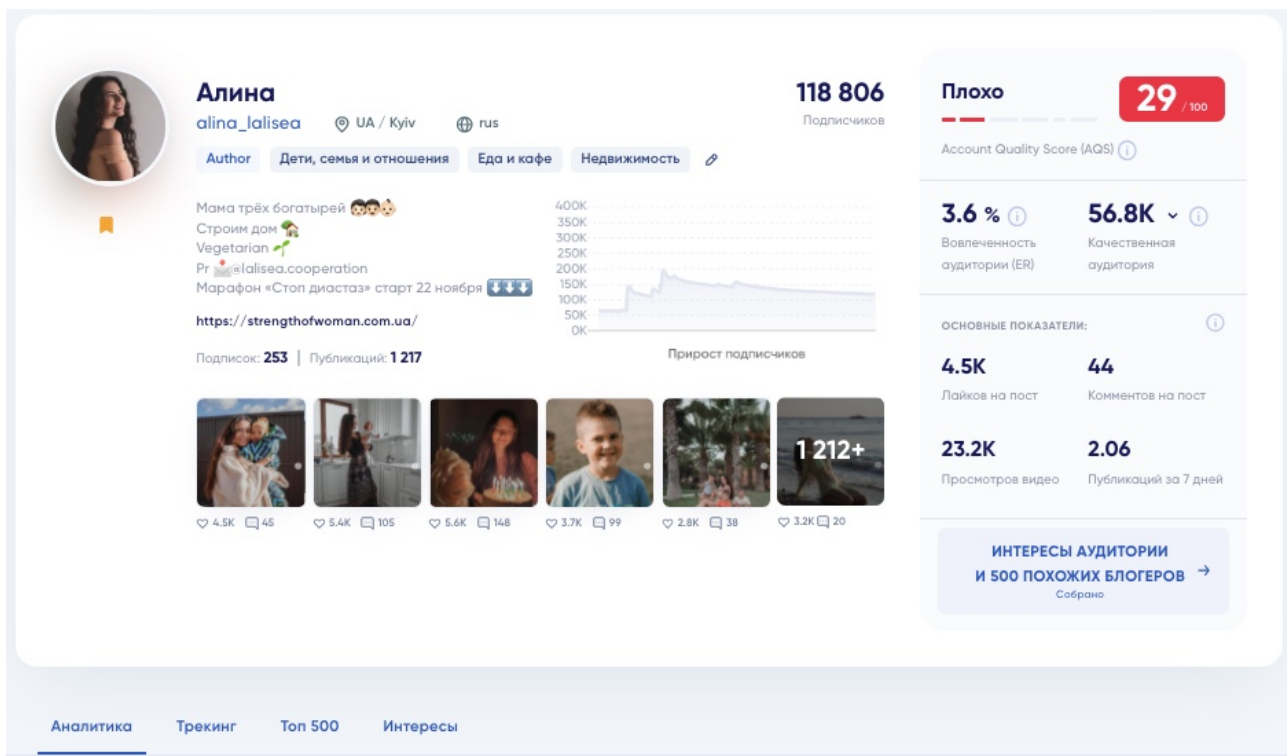 Алина
alina_lalisea
UA / Kyiv
rus
118 806
Подписчиков
Author
Дети, семья и отношения
Еда и кафе
Недвижимость
Мама трёх богатырей 👦🏻👦🏻👶🏻
Строим дом 🏡
Vegetarian 🌱
Pr 📩@lalisea.cooperation
Марафон «Стоп диастаз» старт 22 ноября ⬇️⬇️⬇️
https://strengthofwoman.com.ua/
Подписок: 253 | Публикаций: 1 217
400K
350K
300K
250K
200K
150K
100K
50K
0K
Прирост подписчиков
1 212+
4.5K 45
5.4K 105
5.6K 148
3.7K 99
2.8K 38
3.2K 20
Плохо
29 / 100
Account Quality Score (AQS)
3.6 %
Вовлеченность
аудитории (ER)
56.8K
Качественная
аудитория
ОСНОВНЫЕ ПОКАЗАТЕЛИ:
4.5K
Лайков на пост
44
Комментов на пост
23.2K
Просмотров видео
2.06
Публикаций за 7 дней
ИНТЕРЕСЫ АУДИТОРИИ
И 500 ПОХОЖИХ БЛОГЕРОВ →
Собрано
Аналитика
Трекинг
Топ 500
Интересы